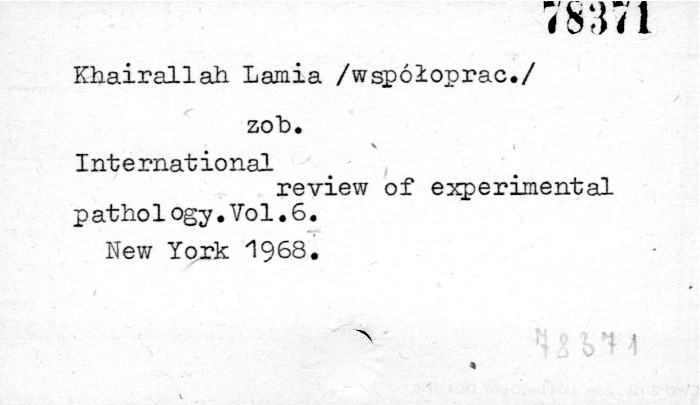 78371
Khairallah Lamia /współoprac./
zob.
International
review of experimental
pathology.Vol.6.
New York 1968.
78371